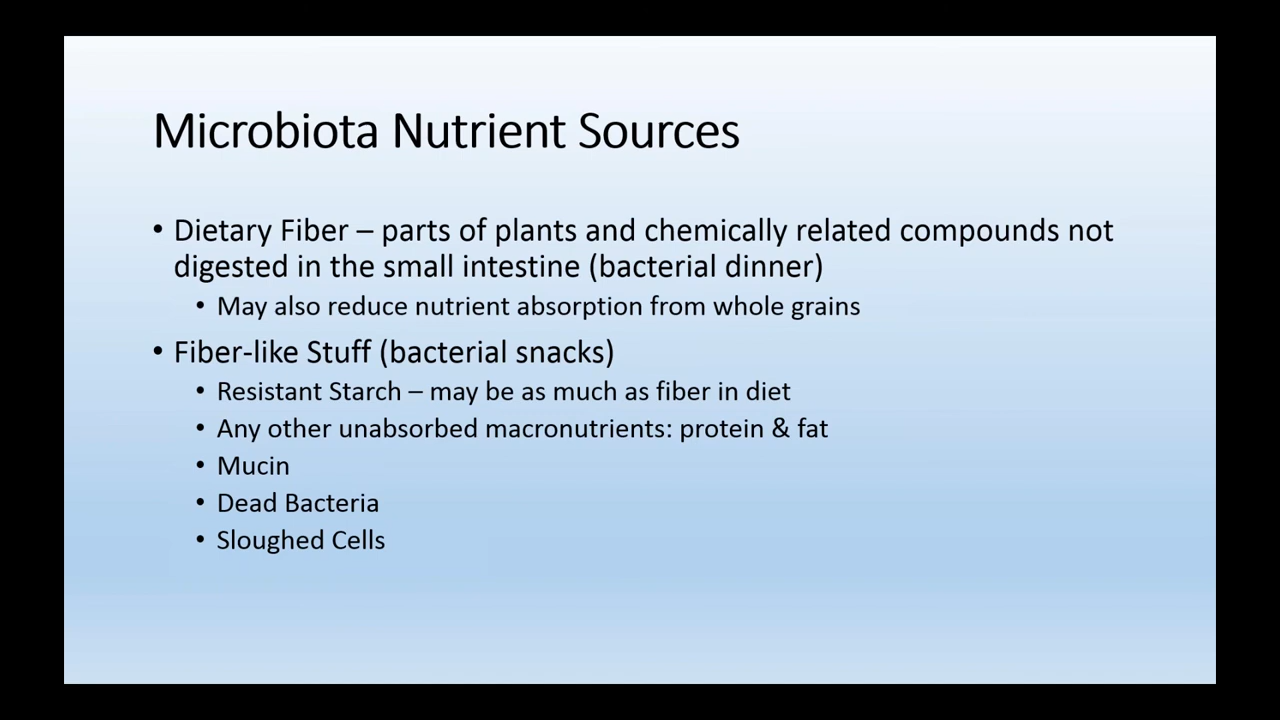 Microbiota Nutrient Sources
• Dietary Fiber – parts of plants and chemically related compounds not
digested in the small intestine (bacterial dinner)
• May also reduce nutrient absorption from whole grains
• Fiber-like Stuff (bacterial snacks)
• Resistant Starch – may be as much as fiber in diet
• Any other unabsorbed macronutrients: protein & fat
• Mucin
• Dead Bacteria
• Sloughed Cells